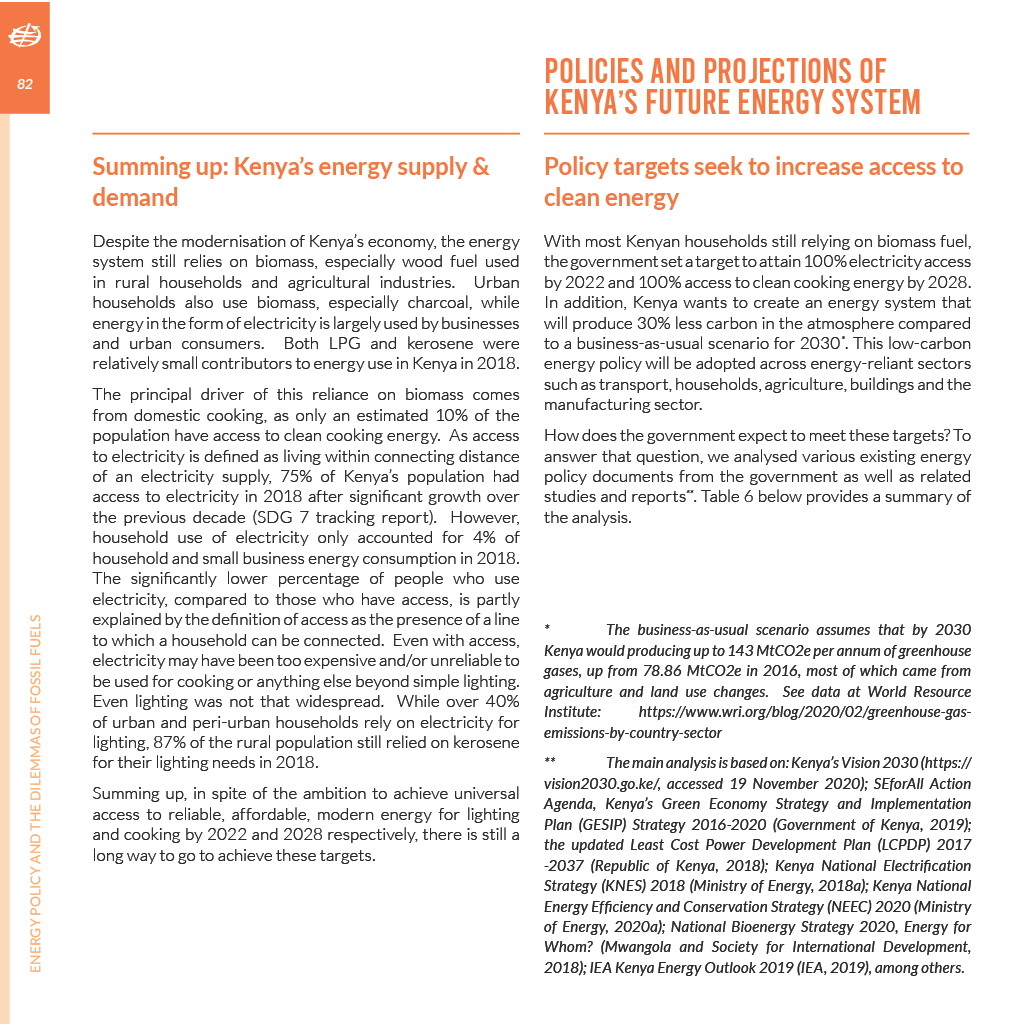 82
Summing up: Kenya's energy supply &
demand
Despite the modernisation of Kenya's economy, the energy
system still relies on biomass, especially wood fuel used
in rural households and agricultural industries. Urban
households also use biomass, especially charcoal, while
energy in the form of electricity is largely used by businesses
and urban consumers. Both LPG and kerosene were
relatively small contributors to energy use in Kenya in 2018.
The principal driver of this reliance on biomass comes
from domestic cooking, as only an estimated 10% of the
population have access to clean cooking energy. As access
to electricity is defined as living within connecting distance
of an electricity supply, 75% of Kenya's population had
access to electricity in 2018 after significant growth over
the previous decade (SDG 7 tracking report). However,
household use of electricity only accounted for 4% of
household and small business energy consumption in 2018.
The significantly lower percentage of people who use
electricity, compared to those who have access, is partly
explained by the definition of access as the presence of a line
to which a household can be connected. Even with access,
electricity may have been too expensive and/or unreliable to
be used for cooking or anything else beyond simple lighting.
Even lighting was not that widespread. While over 40%
of urban and peri-urban households rely on electricity for
lighting, 87% of the rural population still relied on kerosene
for their lighting needs in 2018.
Summing up, in spite of the ambition to achieve universal
access to reliable, affordable, modern energy for lighting
and cooking by 2022 and 2028 respectively, there is still a
long way to go to achieve these targets.
POLICIES AND PROJECTIONS OF
KENYA'S FUTURE ENERGY SYSTEM
Policy targets seek to increase access to
clean energy
With most Kenyan households still relying on biomass fuel,
the government set a target to attain 100% electricity access
by 2022 and 100% access to clean cooking energy by 2028.
In addition, Kenya wants to create an energy system that
will produce 30% less carbon in the atmosphere compared
to a business-as-usual scenario for 2030*. This low-carbon
energy policy will be adopted across energy-reliant sectors
such as transport, households, agriculture, buildings and the
manufacturing sector.
How does the government expect to meet these targets? To
answer that question, we analysed various existing energy
policy documents from the government as well as related
studies and reports**. Table 6 below provides a summary of
the analysis.
* The business-as-usual scenario assumes that by 2030
Kenya would producing up to 143 MtCO2e per annum of greenhouse
gases, up from 78.86 MtCO2e in 2016, most of which came from
agriculture and land use changes. See data at World Resource
Institute: https://www.wri.org/blog/2020/02/greenhouse-gas-
emissions-by-country-sector
** The main analysis is based on: Kenya's Vision 2030 (https://
vision2030.go.ke/, accessed 19 November 2020); SEforAll Action
Agenda, Kenya's Green Economy Strategy and Implementation
Plan (GESIP) Strategy 2016-2020 (Government of Kenya, 2019);
the updated Least Cost Power Development Plan (LCPDP) 2017
-2037 (Republic of Kenya, 2018); Kenya National Electrification
Strategy (KNES) 2018 (Ministry of Energy, 2018a); Kenya National
Energy Efficiency and Conservation Strategy (NEEC) 2020 (Ministry
of Energy, 2020a); National Bioenergy Strategy 2020, Energy for
Whom? (Mwangola and Society for International Development,
2018); IEA Kenya Energy Outlook 2019 (IEA, 2019), among others.
ENERGY POLICY AND THE DILEMMAS OF FOSSIL FUELS